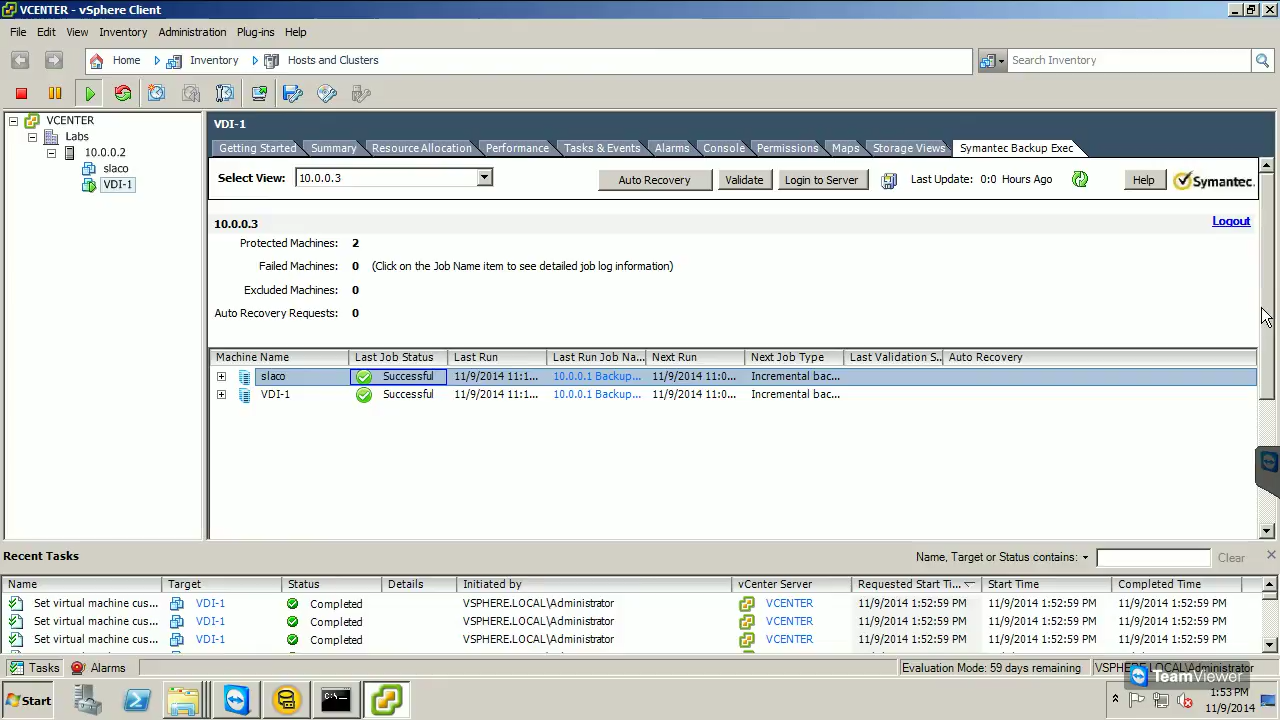 VCENTER - vSphere Client
File Edit View Inventory Administration Plug-ins Help
Home Inventory Hosts and Clusters Search Inventory
VCENTER
Labs
10.0.0.2
slaco
VDI-1
VDI-1
Getting Started Summary Resource Allocation Performance Tasks & Events Alarms Console Permissions Maps Storage Views Symantec Backup Exec
Select View: 10.0.0.3 Auto Recovery Validate Login to Server Last Update: 0:0 Hours Ago Help Symantec.
10.0.0.3 Logout
Protected Machines: 2
Failed Machines: 0 (Click on the Job Name item to see detailed job log information)
Excluded Machines: 0
Auto Recovery Requests: 0
Machine Name Last Job Status Last Run Last Run Job Na... Next Run Next Job Type Last Validation S... Auto Recovery
slaco Successful 11/9/2014 11:1... 10.0.0.1 Backup... 11/9/2014 11:0... Incremental bac...
VDI-1 Successful 11/9/2014 11:1... 10.0.0.1 Backup... 11/9/2014 11:0... Incremental bac...
Recent Tasks Name, Target or Status contains: Clear
Name Target Status Details Initiated by vCenter Server Requested Start Ti... Start Time Completed Time
Set virtual machine cus... VDI-1 Completed VSPHERE.LOCAL\Administrator VCENTER 11/9/2014 1:52:59 PM 11/9/2014 1:52:59 PM 11/9/2014 1:52:59 PM
Set virtual machine cus... VDI-1 Completed VSPHERE.LOCAL\Administrator VCENTER 11/9/2014 1:52:59 PM 11/9/2014 1:52:59 PM 11/9/2014 1:52:59 PM
Set virtual machine cus... VDI-1 Completed VSPHERE.LOCAL\Administrator VCENTER 11/9/2014 1:52:59 PM 11/9/2014 1:52:59 PM 11/9/2014 1:52:59 PM
Tasks Alarms Evaluation Mode: 59 days remaining VSPHERE.LOCAL\Administrator
TeamViewer
Start C:\ 1:53 PM
11/9/2014